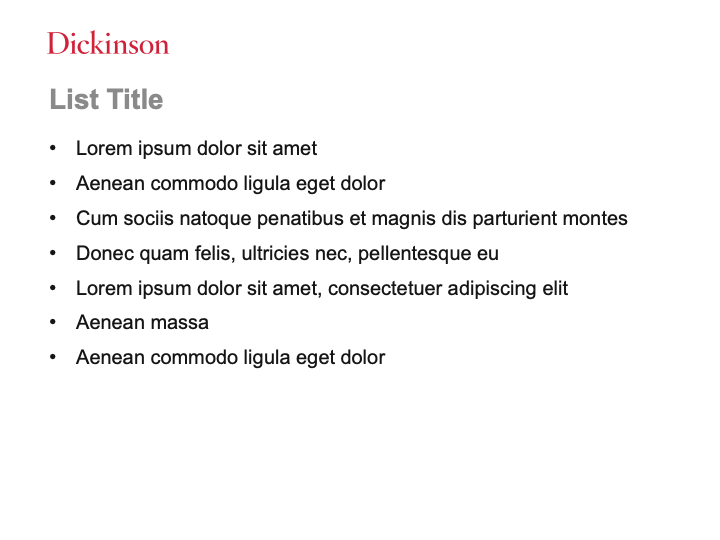 Dickinson
List Title
• Lorem ipsum dolor sit amet
• Aenean commodo ligula eget dolor
• Cum sociis natoque penatibus et magnis dis parturient montes
• Donec quam felis, ultricies nec, pellentesque eu
• Lorem ipsum dolor sit amet, consectetuer adipiscing elit
• Aenean massa
• Aenean commodo ligula eget dolor